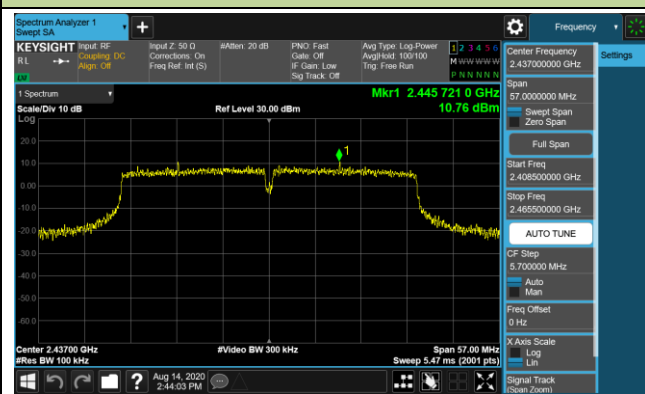 Spectrum Analyzer 1
Swept SA
+
Frequency
KEYSIGHT
RL
Input: RF
Coupling: DC
Align: Off
Input Z: 50 Ω
Corrections: On
Freq Ref: Int (S)
#Atten: 20 dB
PNO: Fast
Gate: Off
IF Gain: Low
Sig Track: Off
Avg Type: Log-Power
Avg|Hold: 100/100
Trig: Free Run
1 2 3 4 5 6
M W W W W W
P N N N N N
1 Spectrum
Scale/Div 10 dB
Log
Ref Level 30.00 dBm
Mkr1 2.445 721 0 GHz
10.76 dBm
1
20.0
10.0
0.00
-10.0
-20.0
-30.0
-40.0
-50.0
-60.0
Center 2.43700 GHz
#Res BW 100 kHz
#Video BW 300 kHz
Span 57.00 MHz
Sweep 5.47 ms (2001 pts)
Aug 14, 2020
2:44:03 PM
?
Center Frequency
2.437000000 GHz
Settings
Span
57.0000000 MHz
Swept Span
Zero Span
Full Span
Start Freq
2.408500000 GHz
Stop Freq
2.465500000 GHz
AUTO TUNE
CF Step
5.700000 MHz
Auto
Man
Freq Offset
0 Hz
X Axis Scale
Log
Lin
Signal Track
(Span Zoom)